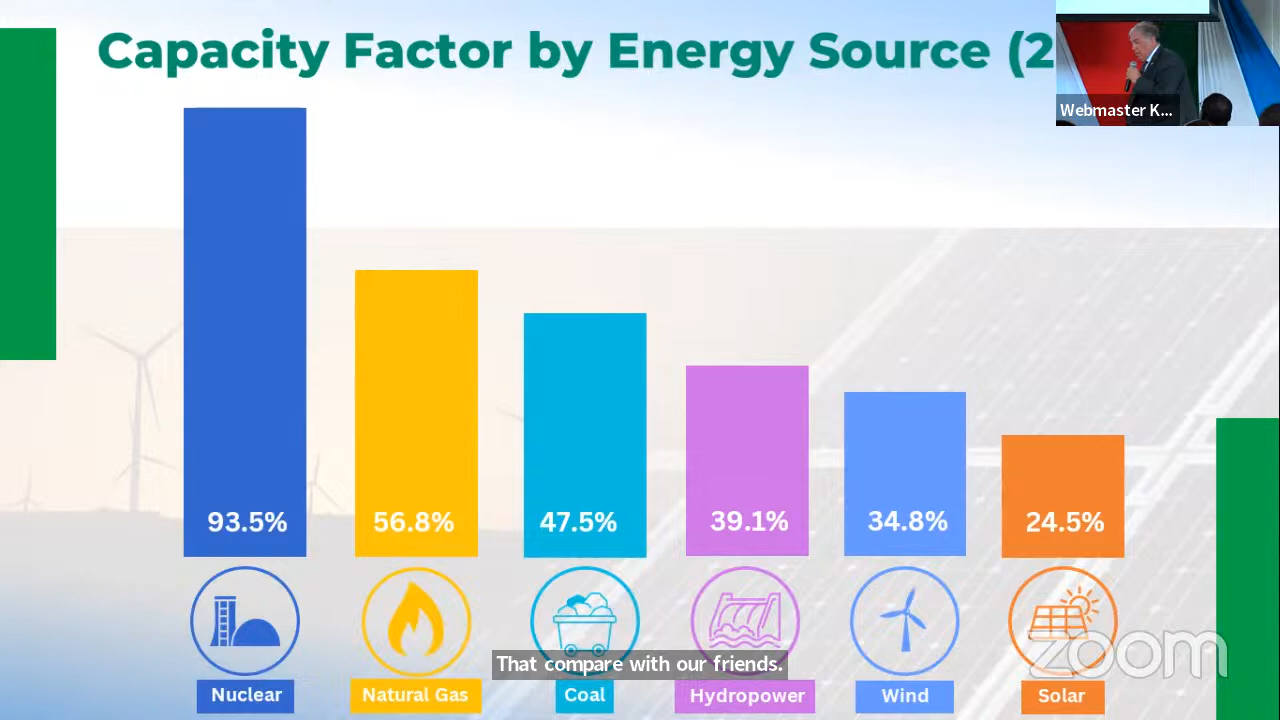 Capacity Factor by Energy Source (2
Webmaster K...
93.5%
56.8%
47.5%
39.1%
34.8%
24.5%
zoom
That compare with our friends.
Nuclear
Natural Gas
Coal
Hydropower
Wind
Solar